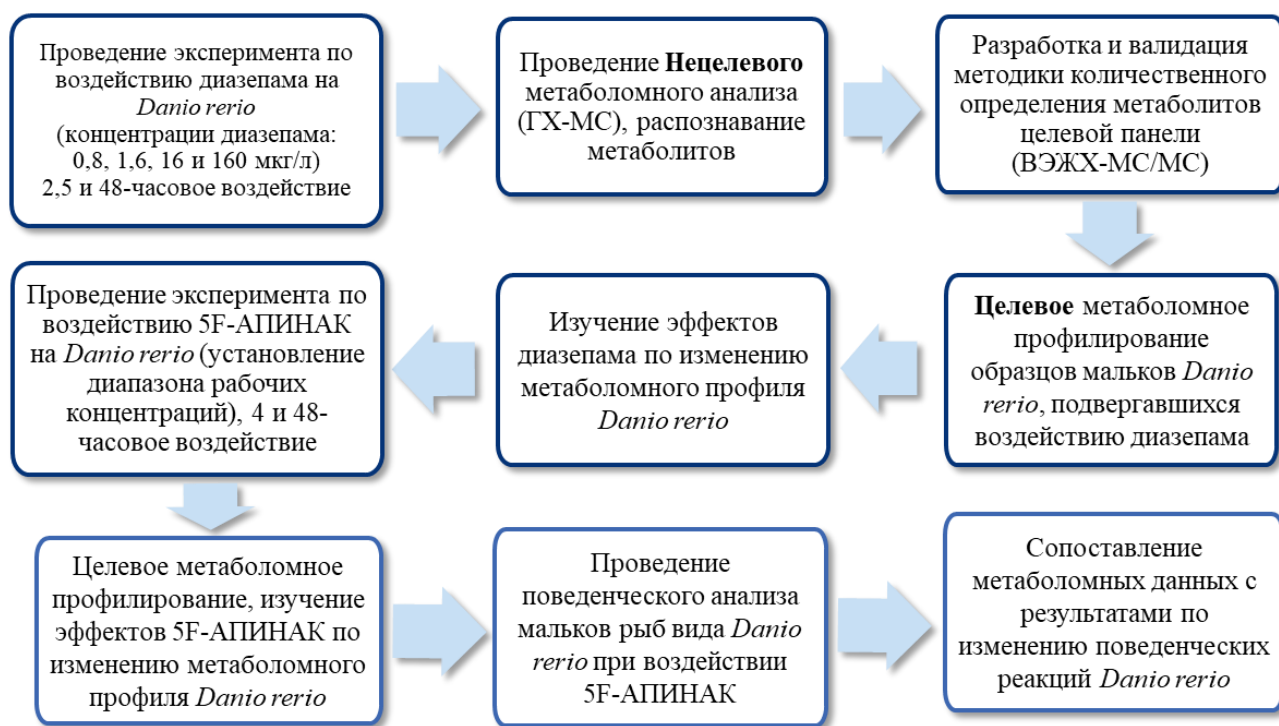 Проведение эксперимента по
воздействию диазепама на
Danio rerio
(концентрации диазепама:
0,8, 1,6, 16 и 160 мкг/л)
2,5 и 48-часовое воздействие
Проведение Нецелевого
метаболомного анализа
(ГХ-МС), распознавание
метаболитов
Разработка и валидация
методики количественного
определения метаболитов
целевой панели
(ВЭЖХ-МС/МС)
Целевое метаболомное
профилирование
образцов мальков Danio
rerio, подвергавшихся
воздействию диазепама
Изучение эффектов
диазепама по изменению
метаболомного профиля
Danio rerio
Проведение эксперимента по
воздействию 5F-АПИНАК
на Danio rerio (установление
диапазона рабочих
концентраций), 4 и 48-
часовое воздействие
Целевое метаболомное
профилирование, изучение
эффектов 5F-АПИНАК по
изменению метаболомного
профиля Danio rerio
Проведение
поведенческого анализа
мальков рыб вида Danio
rerio при воздействии
5F-АПИНАК
Сопоставление
метаболомных данных с
результатами по
изменению поведенческих
реакций Danio rerio